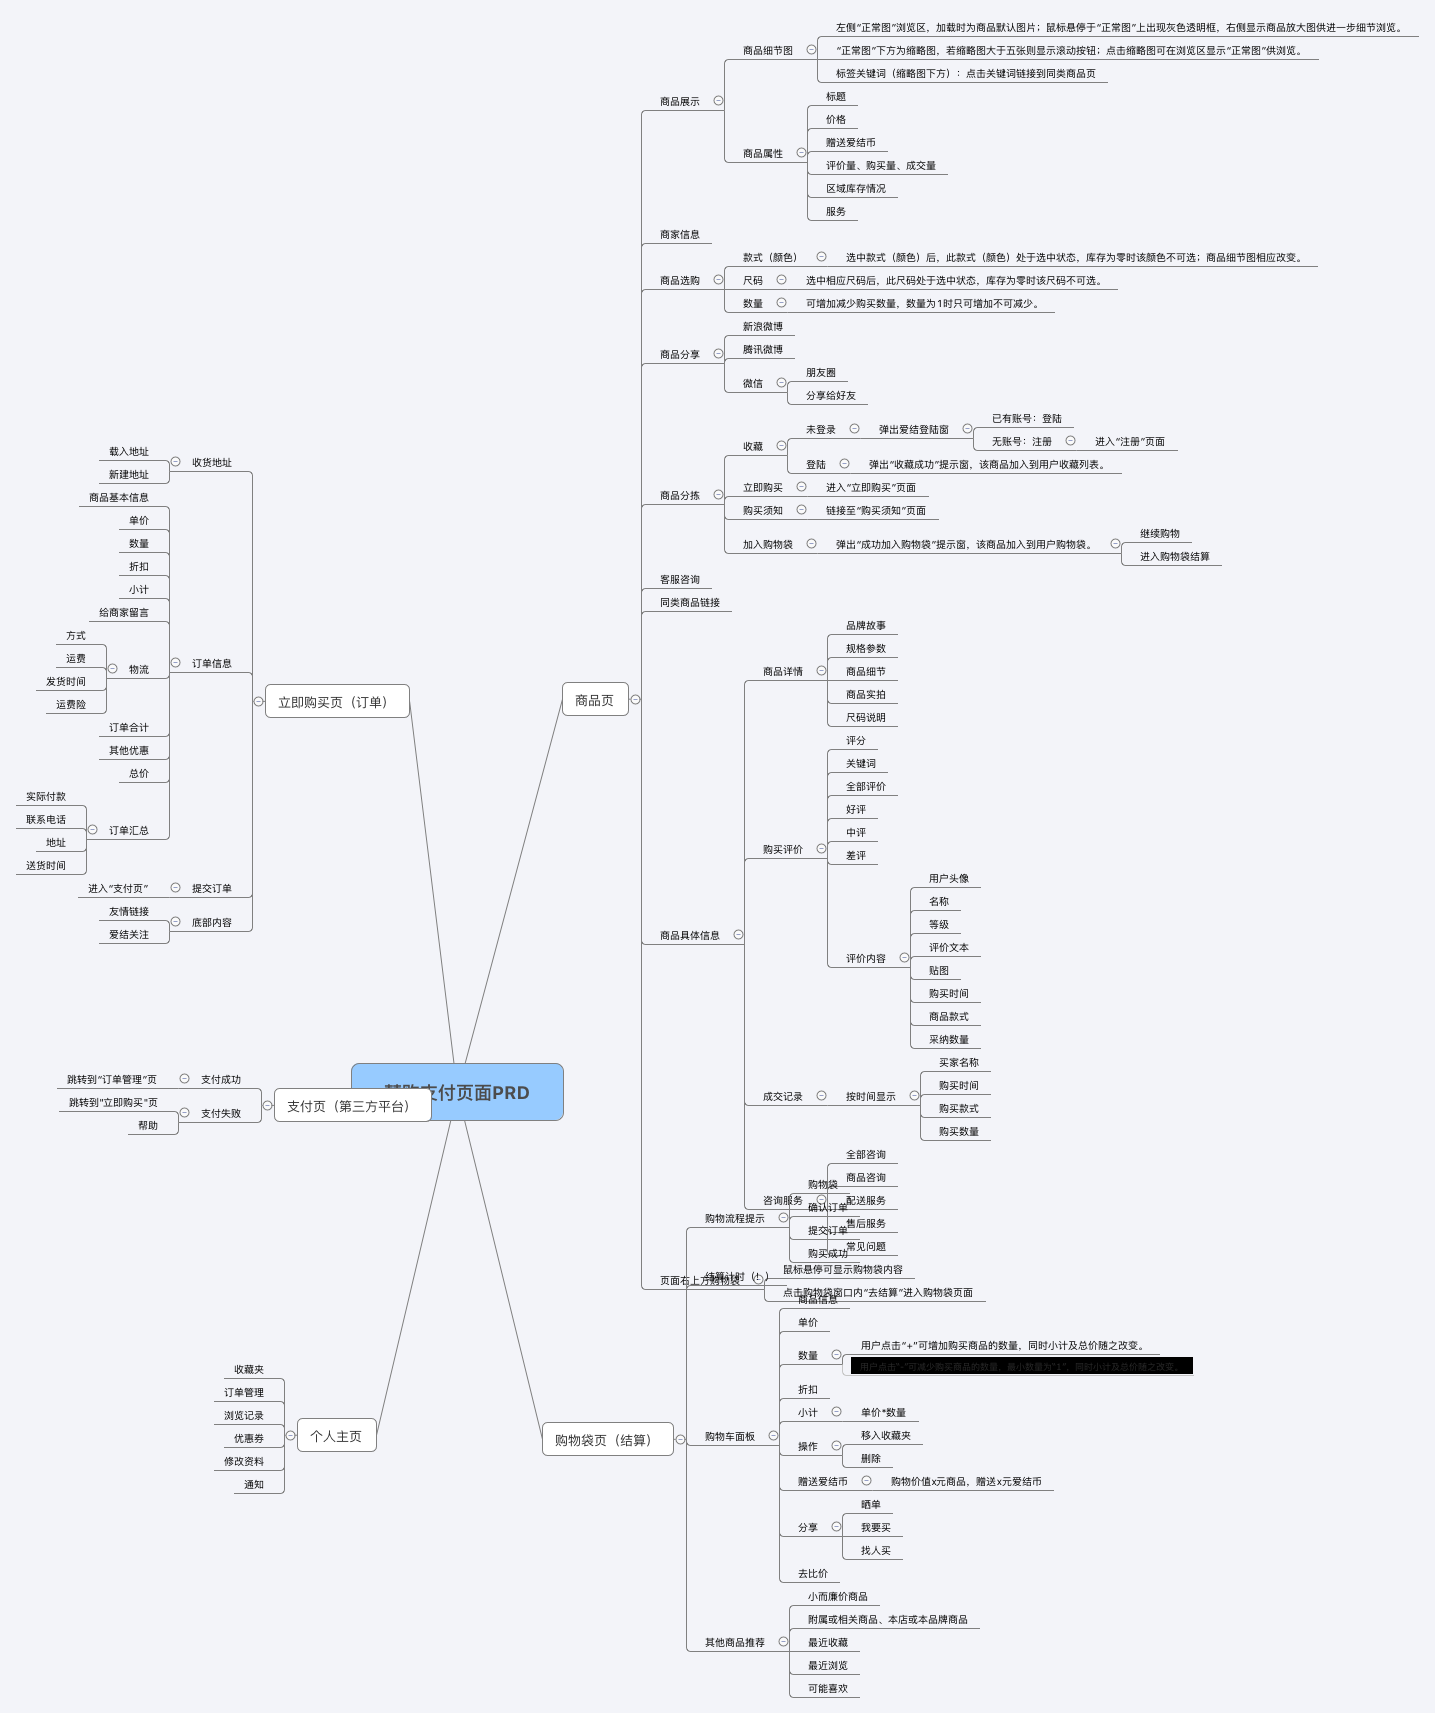 左侧“正常图”浏览区，加载时为商品默认图片；鼠标悬停于“正常图”上出现灰色透明框，右侧显示商品放大图供进一步细节浏览。
商品细节图
“正常图”下方为缩略图，若缩略图大于五张则显示滚动按钮；点击缩略图可在浏览区显示“正常图”供浏览。
标签关键词（缩略图下方）：点击关键词链接到同类商品页
商品展示
标题
价格
赠送爱结币
商品属性
评价量、购买量、成交量
区域库存情况
服务
商家信息
款式（颜色）
选中款式（颜色）后，此款式（颜色）处于选中状态，库存为零时该颜色不可选；商品细节图相应改变。
商品选购
尺码
选中相应尺码后，此尺码处于选中状态，库存为零时该尺码不可选。
数量
可增加减少购买数量，数量为1时只可增加不可减少。
新浪微博
商品分享
腾讯微博
微信
朋友圈
分享给好友
收藏
未登录
弹出爱结登陆窗
已有账号：登陆
无账号：注册
进入“注册”页面
登陆
弹出“收藏成功”提示窗，该商品加入到用户收藏列表。
商品分拣
立即购买
进入“立即购买”页面
购买须知
链接至“购买须知”页面
加入购物袋
弹出“成功加入购物袋”提示窗，该商品加入到用户购物袋。
继续购物
进入购物袋结算
客服咨询
同类商品链接
商品页
商品详情
品牌故事
规格参数
商品细节
商品实拍
尺码说明
购买评价
评分
关键词
全部评价
好评
中评
差评
商品具体信息
评价内容
用户头像
名称
等级
评价文本
贴图
购买时间
商品款式
采纳数量
成交记录
按时间显示
买家名称
购买时间
购买款式
购买数量
咨询服务
全部咨询
商品咨询
配送服务
售后服务
常见问题
页面右上方购物袋
鼠标悬停可显示购物袋内容
点击购物袋窗口内“去结算”进入购物袋页面
载入地址
收货地址
新建地址
商品基本信息
单价
数量
折扣
小计
给商家留言
方式
运费
物流
发货时间
运费险
订单信息
立即购买页（订单）
订单合计
其他优惠
总价
实际付款
联系电话
订单汇总
地址
送货时间
进入“支付页”
提交订单
友情链接
底部内容
爱结关注
支付页面PRD
跳转到“订单管理”页
支付成功
支付页（第三方平台）
跳转到"立即购买"页
支付失败
帮助
收藏夹
订单管理
浏览记录
个人主页
优惠券
修改资料
通知
购物袋页（结算）
购物流程提示
购物袋
确认订单
提交订单
购买成功
结算计时（！）
购物车面板
商品信息
单价
数量
用户点击“+”可增加购买商品的数量，同时小计及总价随之改变。
用户点击“-”可减少购买商品的数量，最小数量为“1”，同时小计及总价随之改变。
折扣
小计
单价*数量
操作
移入收藏夹
删除
赠送爱结币
购物价值x元商品，赠送x元爱结币
分享
晒单
我要买
找人买
去比价
其他商品推荐
小而廉价商品
附属或相关商品、本店或本品牌商品
最近收藏
最近浏览
可能喜欢